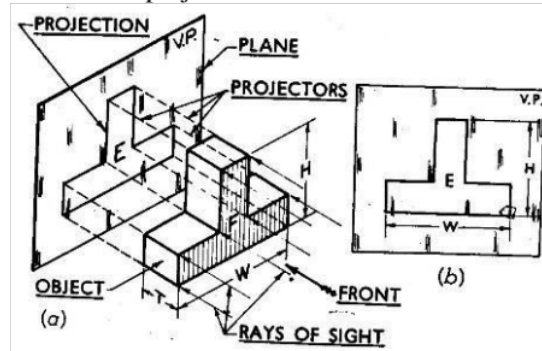 PROJECTION
V.P.
PLANE
PROJECTORS
E
H
F
W
OBJECT
T
FRONT
(a)
RAYS OF SIGHT
V.P.
E
H
W
(b)